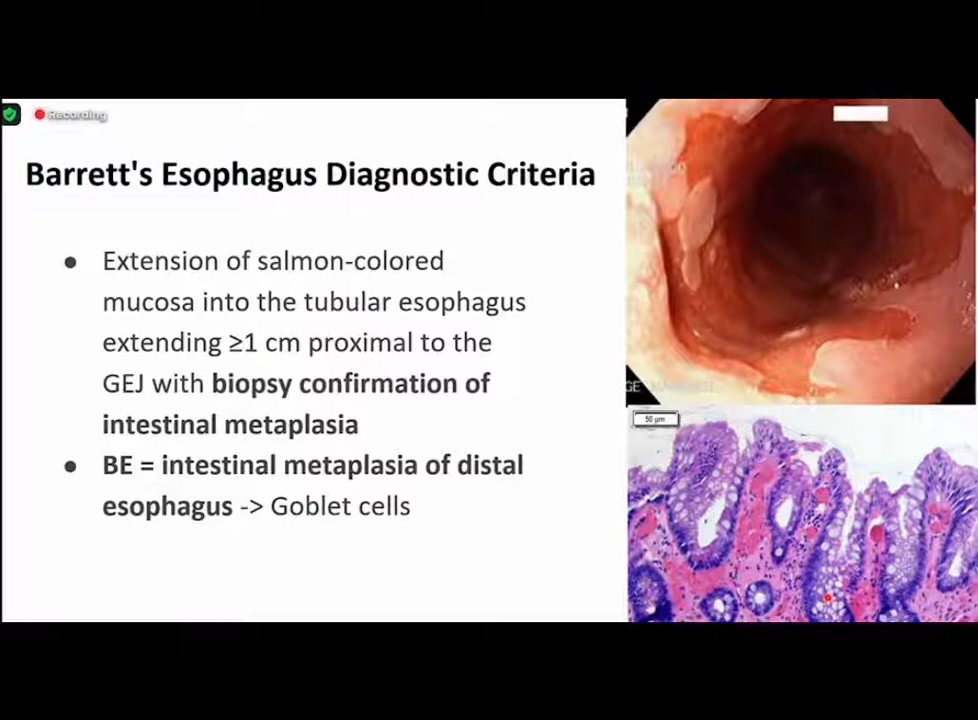 Recording
Barrett's Esophagus Diagnostic Criteria
● Extension of salmon-colored
mucosa into the tubular esophagus
extending ≥1 cm proximal to the
GEJ with biopsy confirmation of
intestinal metaplasia
● BE = intestinal metaplasia of distal
esophagus -> Goblet cells
50 µm